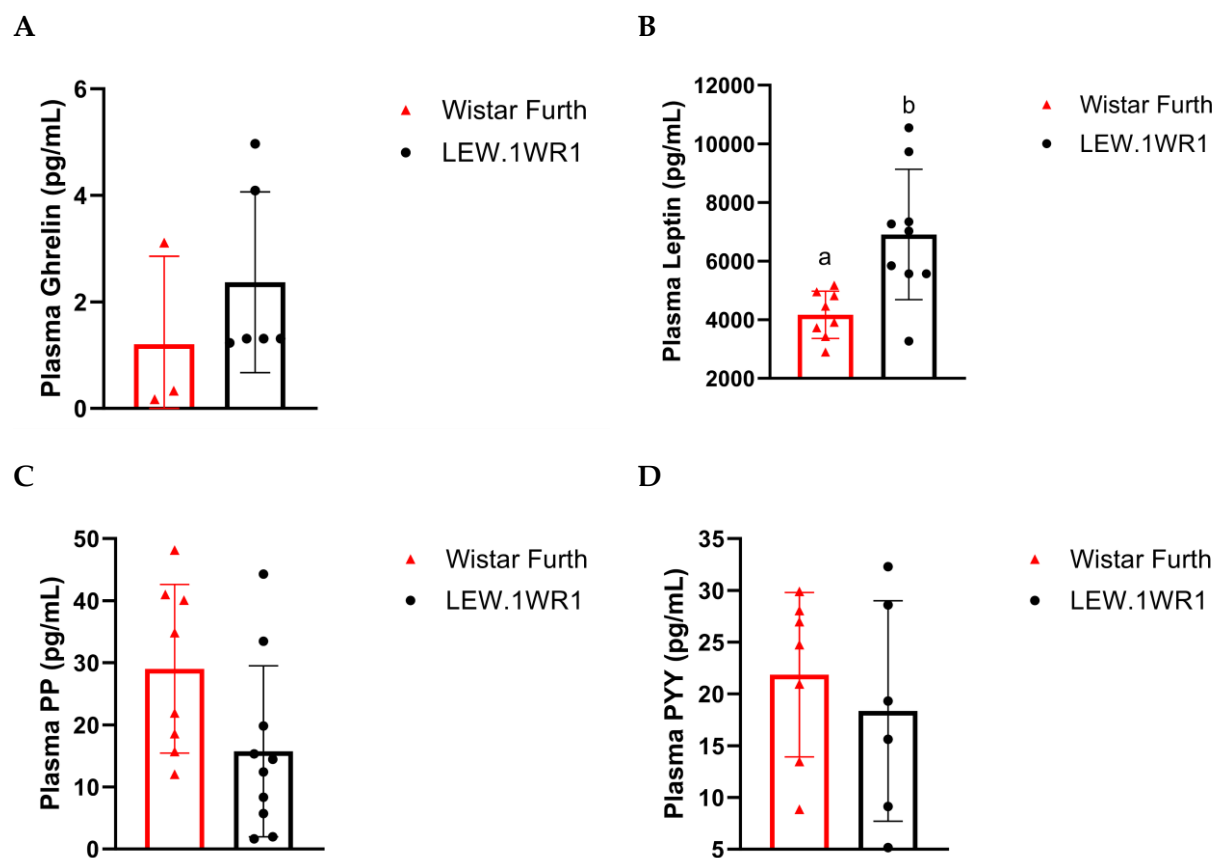 A
Plasma Ghrelin (pg/mL)
6
4
2
0
Wistar Furth
LEW.1WR1
B
Plasma Leptin (pg/mL)
12000
10000
8000
6000
4000
2000
a
b
Wistar Furth
LEW.1WR1
C
Plasma PP (pg/mL)
50
40
30
20
10
0
Wistar Furth
LEW.1WR1
D
Plasma PYY (pg/mL)
35
30
25
20
15
10
5
Wistar Furth
LEW.1WR1